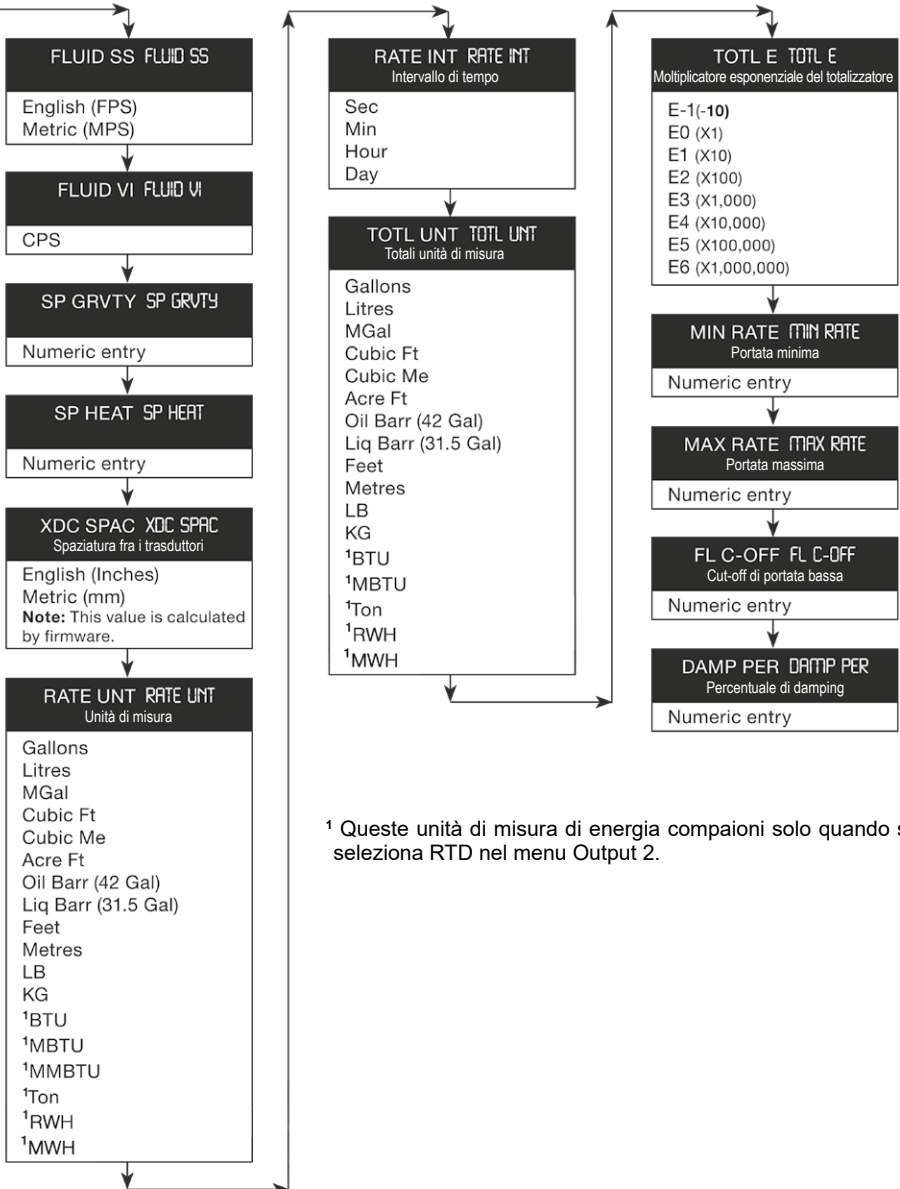 FLUID SS FLUID SS
English (FPS)
Metric (MPS)
FLUID VI FLUID VI
CPS
SP GRVTY SP GRVTY
Numeric entry
SP HEAT SP HEAT
Numeric entry
XDC SPAC XDC SPAC
Spaziatura fra i trasduttori
English (Inches)
Metric (mm)
Note: This value is calculated
by firmware.
RATE UNT RATE UNT
Unità di misura
Gallons
Litres
MGal
Cubic Ft
Cubic Me
Acre Ft
Oil Barr (42 Gal)
Liq Barr (31.5 Gal)
Feet
Metres
LB
KG
¹BTU
¹MBTU
¹MMBTU
¹Ton
¹RWH
¹MWH
RATE INT RATE INT
Intervallo di tempo
Sec
Min
Hour
Day
TOTL UNT TOTL UNT
Totali unità di misura
Gallons
Litres
MGal
Cubic Ft
Cubic Me
Acre Ft
Oil Barr (42 Gal)
Liq Barr (31.5 Gal)
Feet
Metres
LB
KG
¹BTU
¹MBTU
¹Ton
¹RWH
¹MWH
TOTL E TOTL E
Moltiplicatore esponenziale del totalizzatore
E-1(-10)
E0 (X1)
E1 (X10)
E2 (X100)
E3 (X1,000)
E4 (X10,000)
E5 (X100,000)
E6 (X1,000,000)
MIN RATE MIN RATE
Portata minima
Numeric entry
MAX RATE MAX RATE
Portata massima
Numeric entry
FL C-OFF FL C-OFF
Cut-off di portata bassa
Numeric entry
DAMP PER DAMP PER
Percentuale di damping
Numeric entry
¹ Queste unità di misura di energia compaioni solo quando s
seleziona RTD nel menu Output 2.